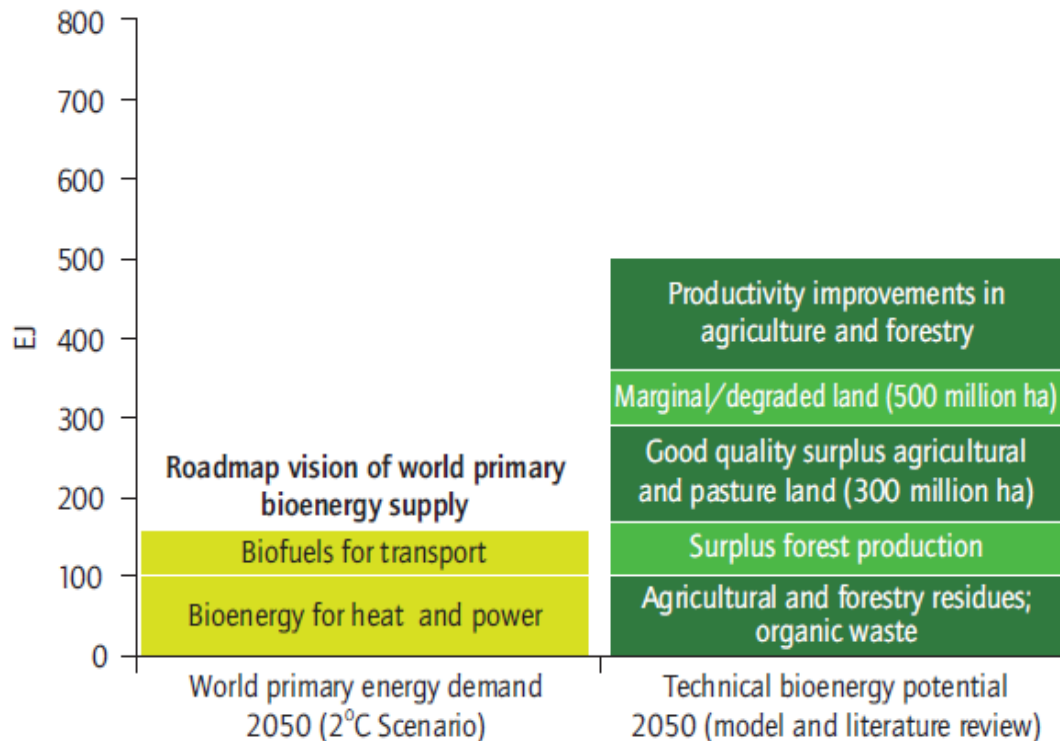 800
700
600
500
400
300
200
100
0
EJ
Roadmap vision of world primary
bioenergy supply
Biofuels for transport
Bioenergy for heat and power
Productivity improvements in
agriculture and forestry
Marginal/degraded land (500 million ha)
Good quality surplus agricultural
and pasture land (300 million ha)
Surplus forest production
Agricultural and forestry residues;
organic waste
World primary energy demand
2050 (2°C Scenario)
Technical bioenergy potential
2050 (model and literature review)